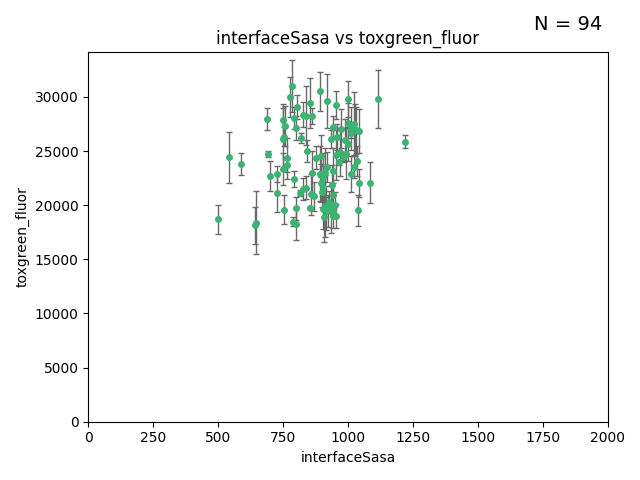 N = 94
interfaceSasa vs toxgreen_fluor
30000
25000
20000
15000
10000
5000
0
toxgreen_fluor
0 250 500 750 1000 1250 1500 1750 2000
interfaceSasa